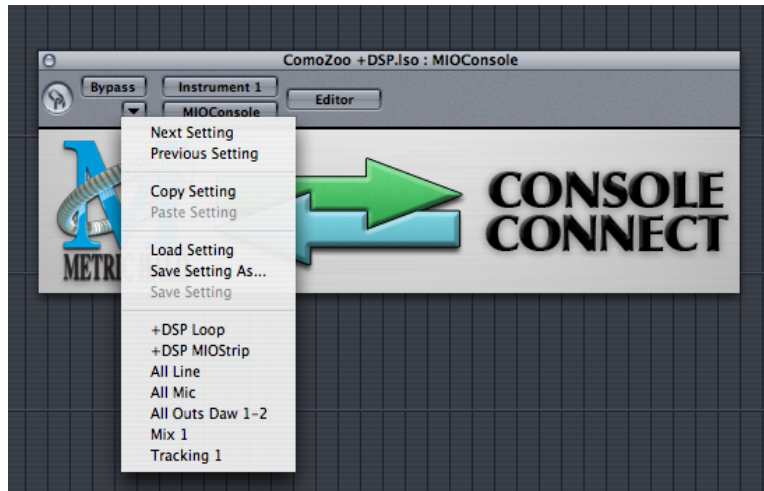 ComoZoo +DSP.lso : MIOConsole
Bypass
Instrument 1
Editor
MIOConsole
Next Setting
Previous Setting
Copy Setting
Paste Setting
Load Setting
Save Setting As...
Save Setting
+DSP Loop
+DSP MIOStrip
All Line
All Mic
All Outs Daw 1-2
Mix 1
Tracking 1
CONSOLE
CONNECT